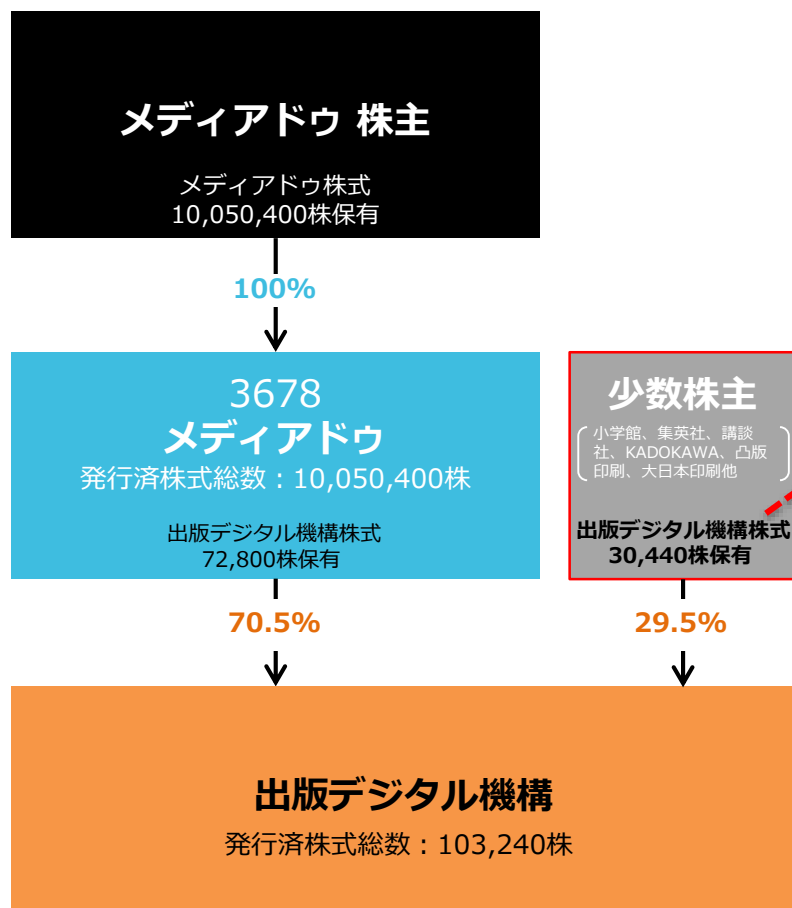 メディアドゥ 株主
メディアドゥ株式
10,050,400株保有
100%
3678
メディアドゥ
発行済株式総数：10,050,400株
出版デジタル機構株式
72,800株保有
少数株主
小学館、集英社、講談
社、KADOKAWA、凸版
印刷、大日本印刷他
出版デジタル機構株式
30,440株保有
70.5%
29.5%
出版デジタル機構
発行済株式総数：103,240株